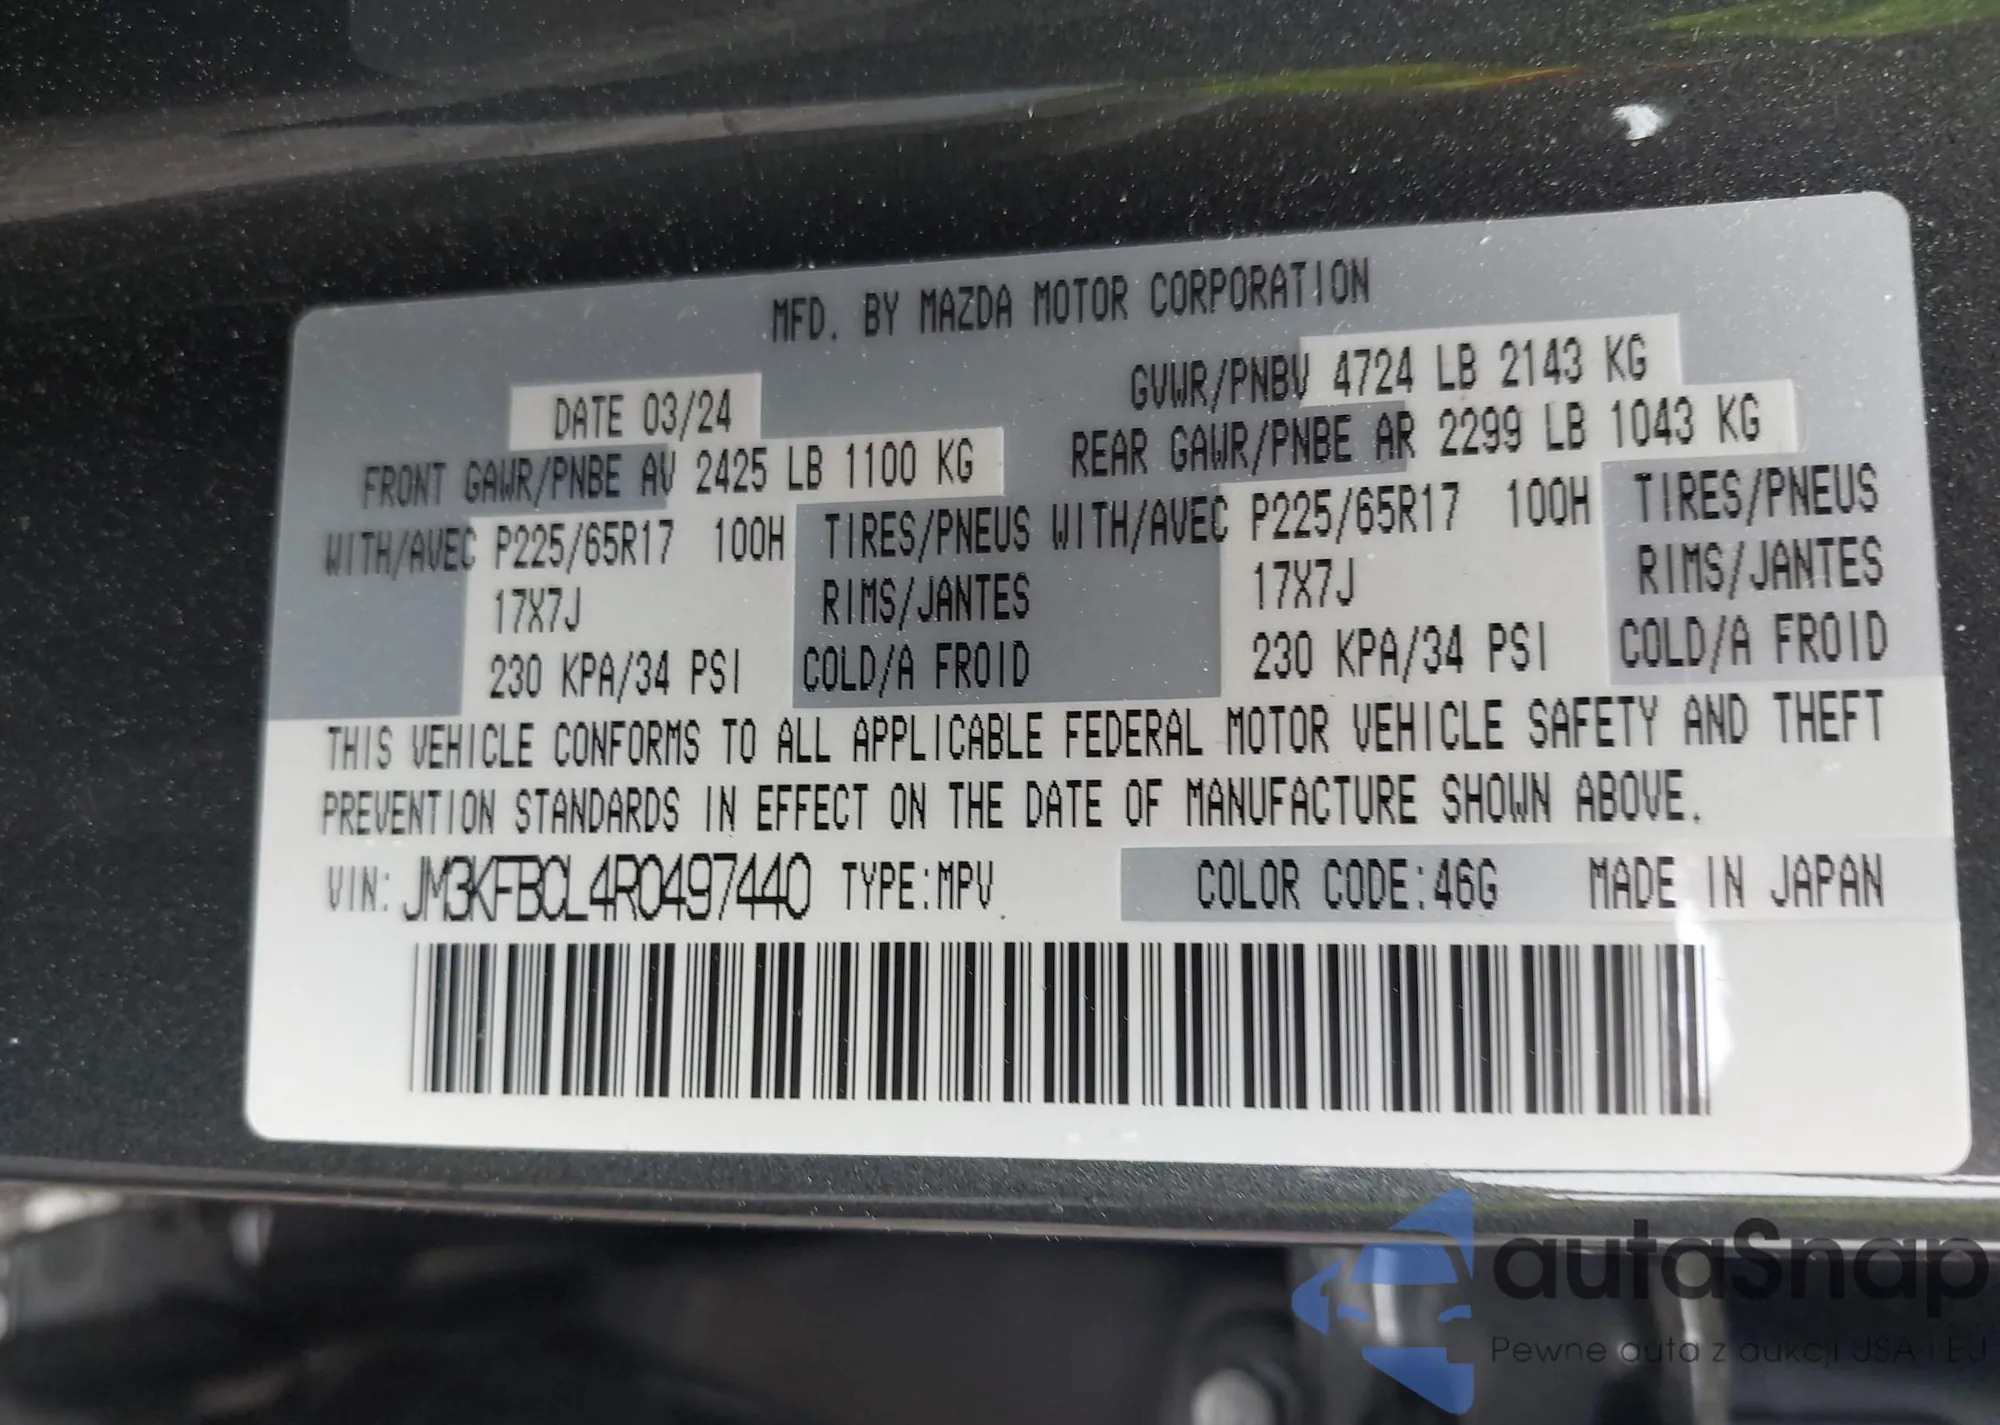 MFD. BY MAZDA MOTOR CORPORATION
DATE 03/24
GVWR/PNBV 4724 LB 2143 KG
FRONT GAWR/PNBE AV 2425 LB 1100 KG
REAR GAWR/PNBE AR 2299 LB 1043 KG
WITH/AVEC P225/65R17 100H TIRES/PNEUS WITH/AVEC P225/65R17 100H TIRES/PNEUS
17X7J RIMS/JANTES 17X7J RIMS/JANTES
230 KPA/34 PSI COLD/A FROID 230 KPA/34 PSI COLD/A FROID
THIS VEHICLE CONFORMS TO ALL APPLICABLE FEDERAL MOTOR VEHICLE SAFETY AND THEFT
PREVENTION STANDARDS IN EFFECT ON THE DATE OF MANUFACTURE SHOWN ABOVE.
VIN: JM3KFBCL4R0497440 TYPE:MPV COLOR CODE:46G MADE IN JAPAN
autaSnap
Pewne auta z aukcji USA i EU